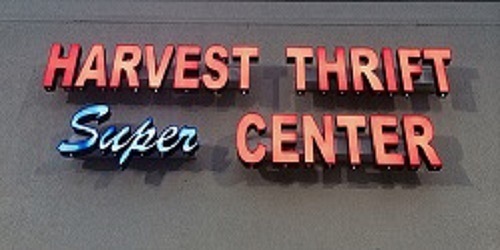 HARVEST THRIFT
Super CENTER